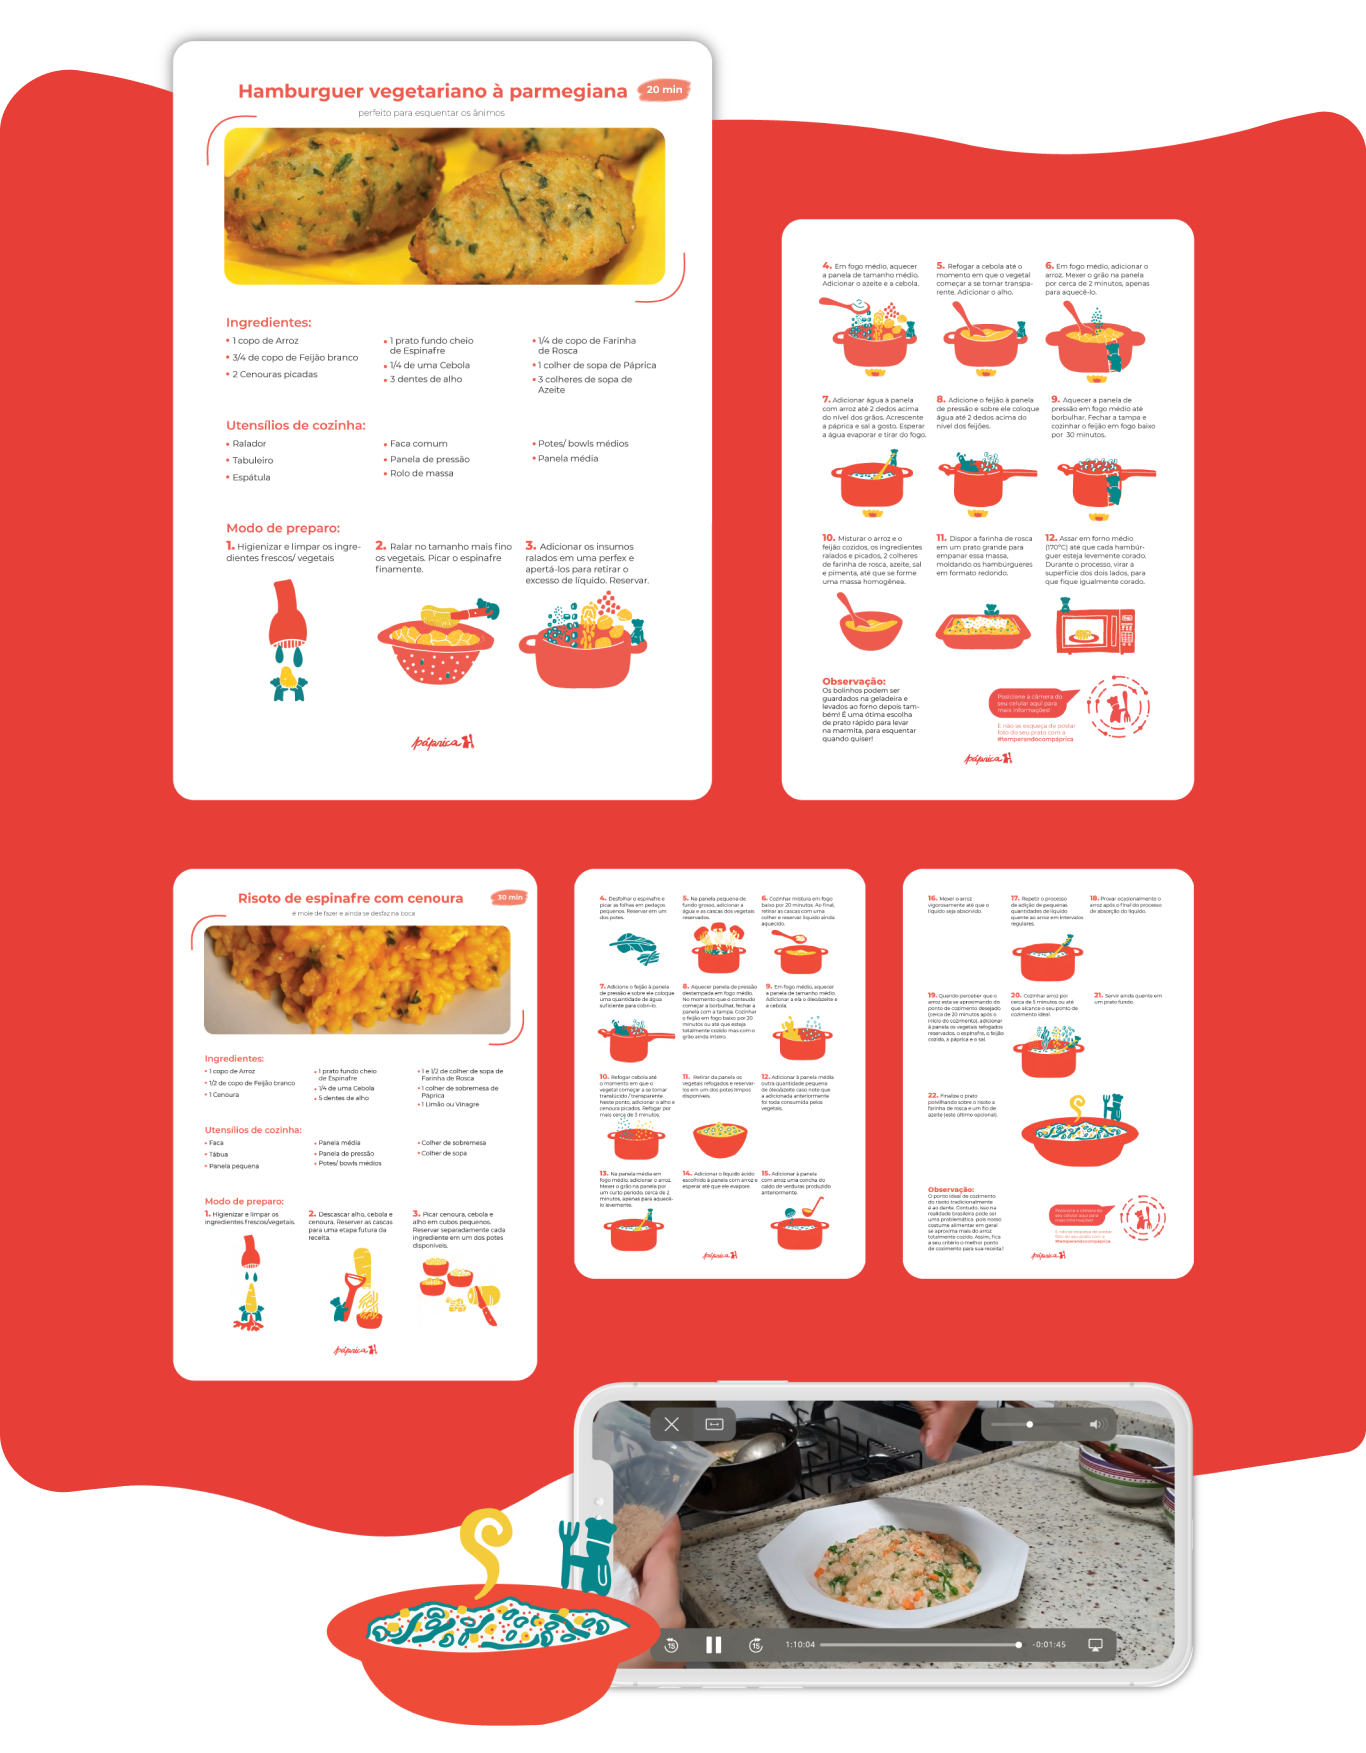 Hamburguer vegetariano à parmegiana
20 min
perfeito para esquentar os ânimos
Ingredientes:
1 copo de Arroz
3/4 de copo de Feijão branco
2 Cenouras picadas
1 prato fundo cheio
de Espinafre
1/4 de uma Cebola
3 dentes de alho
1/4 de copo de Farinha
de Rosca
1 colher de sopa de Páprica
3 colheres de sopa de
Azeite
Utensílios de cozinha:
Ralador
Tabuleiro
Espátula
Faca comum
Panela de pressão
Rolo de massa
Potes/ bowls médios
Panela média
Modo de preparo:
1. Higienizar e limpar os ingre-
dientes frescos/ vegetais
2. Ralar no tamanho mais fino
os vegetais. Picar o espinafre
finamente.
3. Adicionar os insumos
ralados em uma perfex e
apertá-los para retirar o
excesso de líquido. Reservar.
páprica
4. Em fogo médio, aquecer
a panela de tamanho médio.
Adicionar o azeite e a cebola.
5. Refogar a cebola até o
momento em que o vegetal
começar a se tornar transpa-
rente. Adicionar o alho.
6. Em fogo médio, adicionar o
arroz. Mexer o grão na panela
por cerca de 2 minutos, apenas
para aquecê-lo.
7. Adicionar água à panela
com arroz até 2 dedos acima
do nível dos grãos. Acrescente
a páprica e sal a gosto. Esperar
a água evaporar e tirar do fogo.
8. Adicione o feijão à panela
de pressão e sobre ele coloque
água até 2 dedos acima do
nível dos feijões.
9. Aquecer a panela de
pressão em fogo médio até
borbulhar. Fechar a tampa e
cozinhar o feijão em fogo baixo
por 30 minutos.
10. Misturar o arroz e o
feijão cozidos, os ingredientes
ralados e picados, 2 colheres
de farinha de rosca, azeite, sal
e pimenta, até que se forme
uma massa homogênea.
11. Dispor a farinha de rosca
em um prato grande para
empanar essa massa,
moldando os hambúrgueres
em formato redondo.
12. Assar em forno médio
(170ºC) até que cada hambúr-
guer esteja levemente corado.
Durante o processo, virar a
superfície dos dois lados, para
que fique igualmente corado.
Observação:
Os bolinhos podem ser
guardados na geladeira e
levados ao forno depois tam-
bém! É uma ótima escolha
de prato rápido para levar
na marmita, para esquentar
quando quiser!
Posicione a câmera do
seu celular aqui para
mais informações!
E não se esqueça de postar
foto do seu prato com a
#temperandocompáprica
páprica
Risoto de espinafre com cenoura
30 min
é mole de fazer e ainda se desfaz na boca
Ingredientes:
1 copo de Arroz
1/2 de copo de Feijão branco
1 Cenoura
1 prato fundo cheio
de Espinafre
1/4 de uma Cebola
5 dentes de alho
1 e 1/2 de colher de sopa de
Farinha de Rosca
1 colher de sobremesa de
Páprica
1 Limão ou Vinagre
Utensílios de cozinha:
Faca
Tábua
Panela pequena
Panela média
Panela de pressão
Potes/ bowls médios
Colher de sobremesa
Colher de sopa
Modo de preparo:
1. Higienizar e limpar os
ingredientes frescos/vegetais.
2. Descascar alho, cebola e
cenoura. Reservar as cascas
para uma etapa futura da
receita.
3. Picar cenoura, cebola e
alho em cubos pequenos.
Reservar separadamente cada
ingrediente em um dos potes
disponíveis.
páprica
4. Desfolhar o espinafre e
picar as folhas em pedaços
pequenos. Reservar em um
dos potes.
5. Na panela pequena de
fundo grosso, adicionar a
água e as cascas dos vegetais
reservados.
6. Cozinhar mistura em fogo
baixo por 20 minutos. Ao final,
retirar as cascas com uma
colher e reservar líquido ainda
aquecido.
7. Adicione o feijão à panela
de pressão e sobre ele coloque
uma quantidade de água
suficiente para cobri-lo.
8. Aquecer panela de pressão
destampada em fogo médio.
No momento que o conteúdo
começar a borbulhar, fechar a
panela com a tampa. Cozinhar
o feijão em fogo baixo por 20
minutos ou até que esteja
totalmente cozido mas com o
grão ainda inteiro.
9. Em fogo médio, aquecer
a panela de tamanho médio.
Adicionar a ela o óleo/azeite e
a cebola.
10. Refogar cebola até
o momento em que o
vegetal começar a se tornar
translúcido / transparente.
Neste ponto, adicionar o alho e
cenoura picados. Refogar por
mais cerca de 3 minutos.
11. Retirar da panela os
vegetais refogados e reservar-
los em um dos potes limpos
disponíveis.
12. Adicionar à panela média
outra quantidade pequena
de óleo/azeite caso note que
a adicionada anteriormente
foi toda consumida pelos
vegetais.
13. Na panela média em
fogo médio, adicionar o arroz.
Mexer o grão na panela por
um curto período, cerca de 2
minutos, apenas para aquecê-
lo levemente.
14. Adicionar o líquido ácido
escolhido à panela com arroz e
esperar até que ele evapore.
15. Adicionar à panela
com arroz uma concha do
caldo de verduras produzido
anteriormente.
páprica
16. Mexer o arroz
vigorosamente até que o
líquido seja absorvido.
17. Repetir o processo
de adição de pequenas
quantidades de líquido
quente ao arroz em intervalos
regulares.
18. Provar ocasionalmente o
arroz após o final do processo
de absorção do líquido.
19. Quando perceber que o
arroz esta se aproximando do
ponto de cozimento desejado
(cerca de 20 minutos após o
início do cozimento), adicionar
à panela os vegetais refogados
reservados, o espinafre, o feijão
cozido, a páprica e o sal.
20. Cozinhar arroz por
cerca de 5 minutos ou até
que alcance o seu ponto de
cozimento ideal.
21. Servir ainda quente em
um prato fundo.
22. Finalize o prato
polvilhando sobre o risoto a
farinha de rosca e um fio de
azeite (este último opcional).
Observação:
O ponto ideal de cozimento
do risoto tradicionalmente
é ao dente. Contudo, isso na
realidade brasileira pode ser
uma problemática, pois nosso
costume alimentar em geral
se aproxima mais do arroz
totalmente cozido. Assim, fica
a seu critério o melhor ponto
de cozimento para sua receita!
Posicione a câmera do
seu celular aqui para
mais informações!
E não se esqueça de postar
foto do seu prato com a
#temperandocompáprica
páprica
15
15
1:10:04
-0:01:45